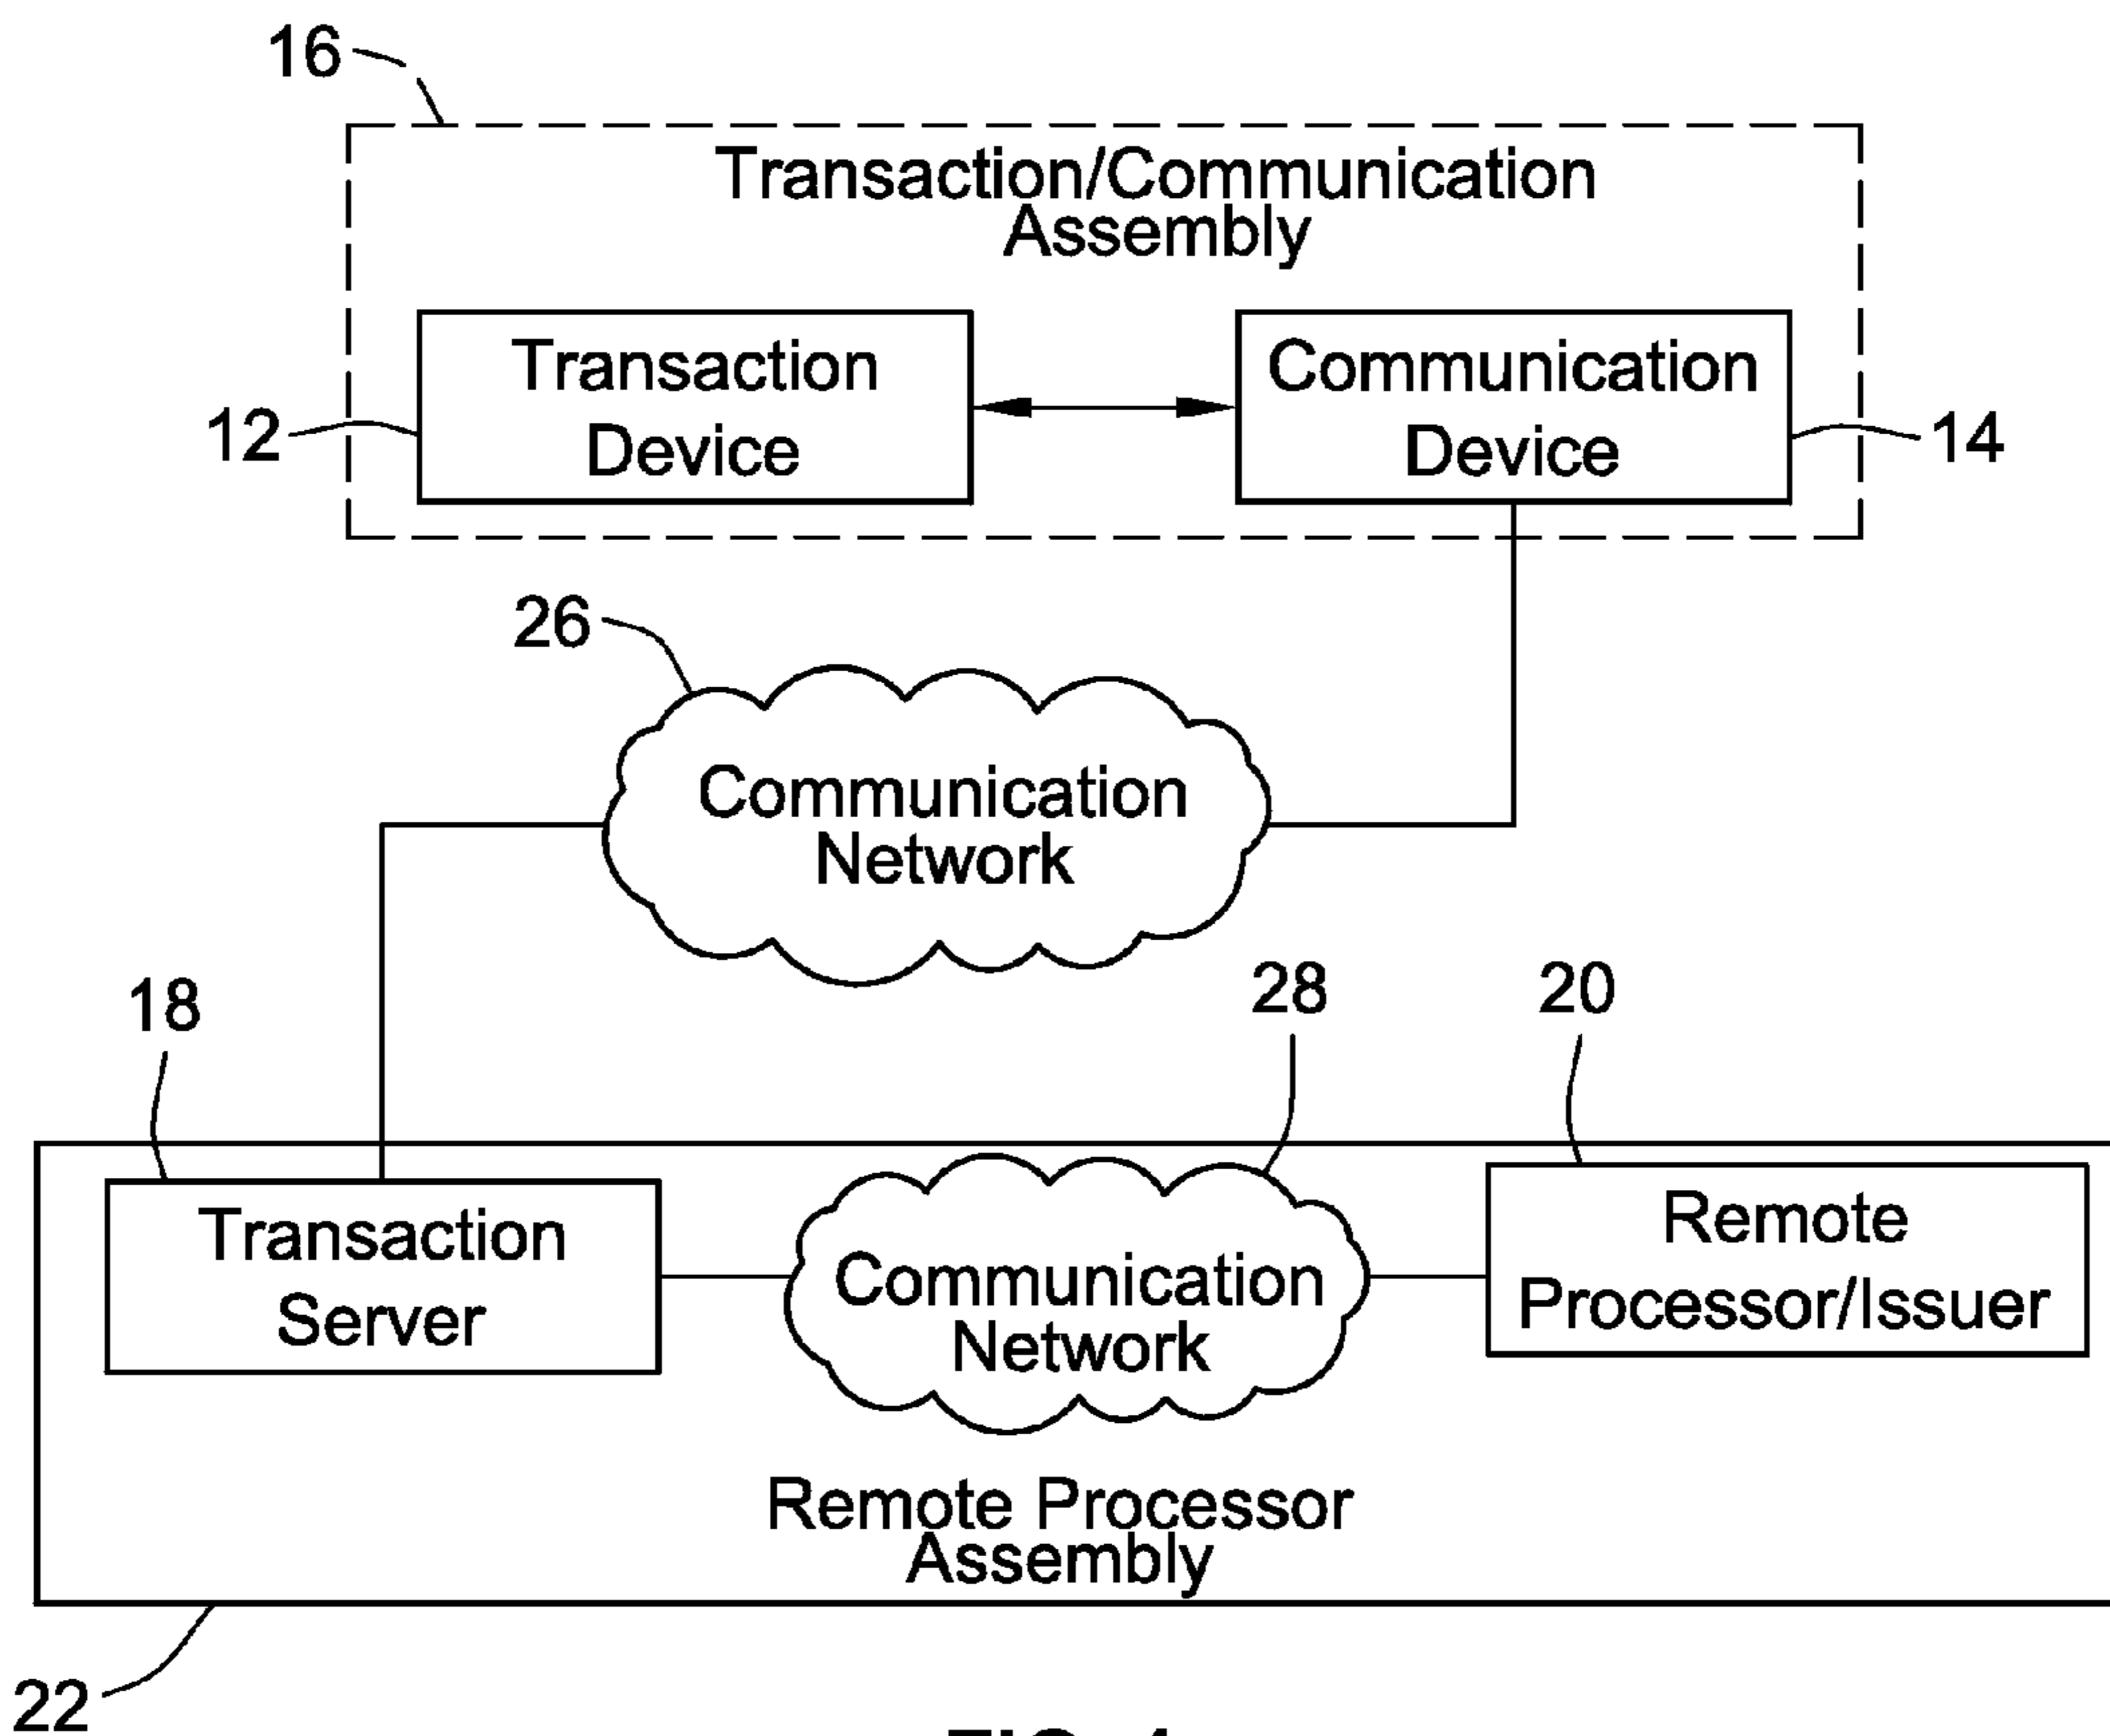 16
Transaction/Communication
Assembly
Transaction
Device
Communication
Device
12
14
26
Communication
Network
18
28
20
Transaction
Server
Communication
Network
Remote
Processor/Issuer
Remote Processor
Assembly
22